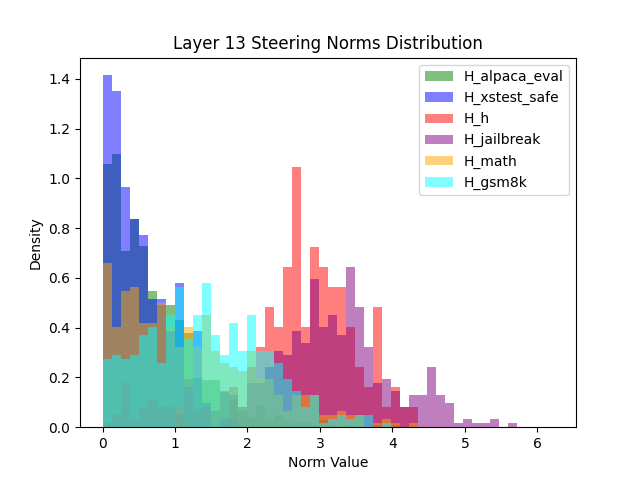 Layer 13 Steering Norms Distribution
H_alpaca_eval
H_xstest_safe
H_h
H_jailbreak
H_math
H_gsm8k
Density
1.4
1.2
1.0
0.8
0.6
0.4
0.2
0.0
0 1 2 3 4 5 6
Norm Value